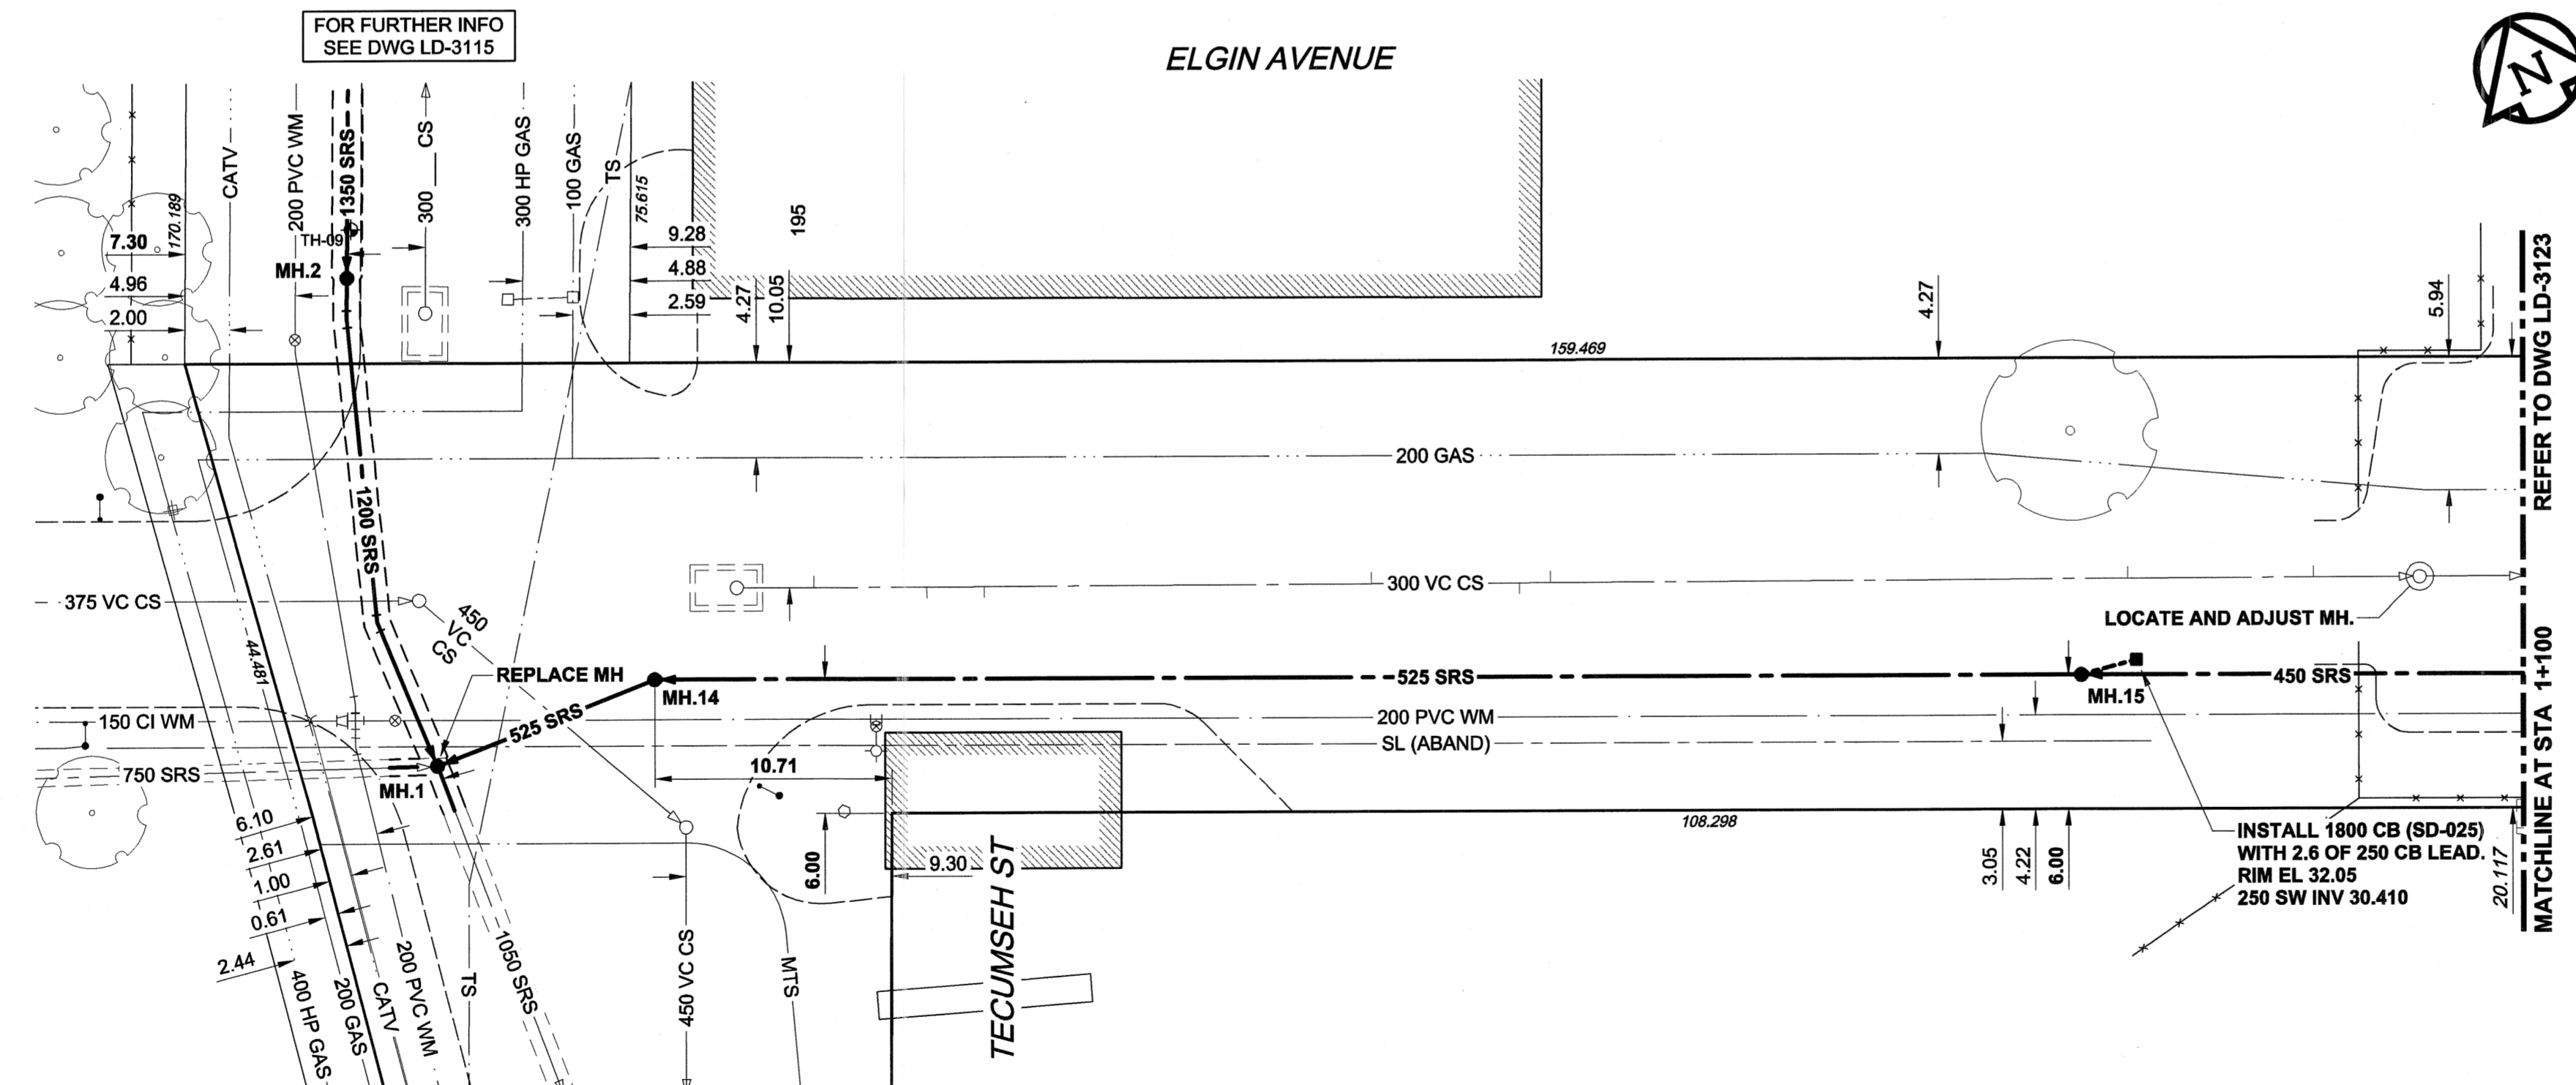 FOR FURTHER INFO
SEE DWG LD-3115
ELGIN AVENUE
N
CATV
200 PVC WM
1350 SRS
300 __ CS
300 HP GAS
100 GAS
TS
170.189
75.615
195
TH-09
7.30
MH.2
4.96
2.00
9.28
4.88
2.59
4.27
10.05
4.27
5.94
159.469
REFER TO DWG LD-3123
200 GAS
1200 SRS
375 VC CS
450
VC
CS
300 VC CS
LOCATE AND ADJUST MH.
44.481
REPLACE MH
MH.14
525 SRS
MH.15
450 SRS
150 CI WM
525 SRS
200 PVC WM
SL (ABAND)
750 SRS
MH.1
10.71
108.298
6.10
2.61
1.00
0.61
2.44
6.00
9.30
3.05
4.22
6.00
20.117
INSTALL 1800 CB (SD-025)
WITH 2.6 OF 250 CB LEAD.
RIM EL 32.05
250 SW INV 30.410
MATCHLINE AT STA 1+100
400 HP GAS
200 GAS
CATV
200 PVC WM
TS
1050 SRS
450 VC CS
MTS
TECUMSEH ST